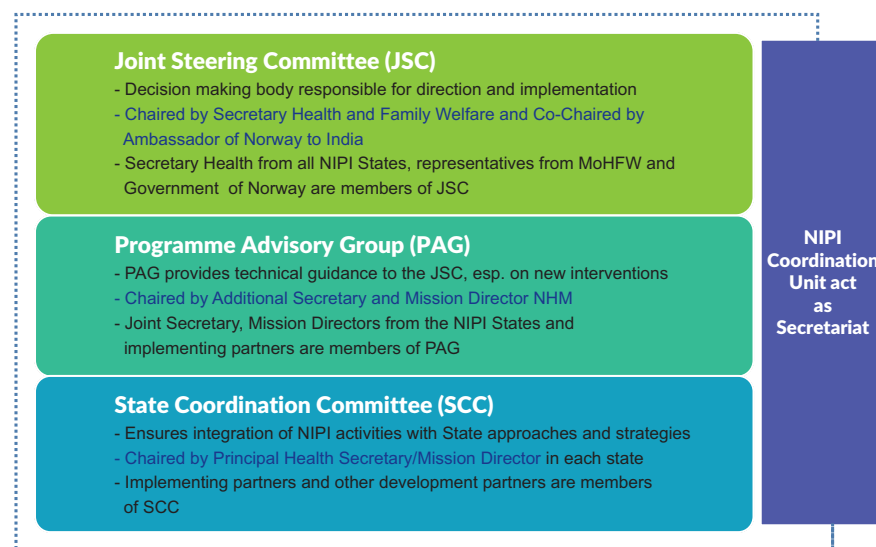 Joint Steering Committee (JSC)
- Decision making body responsible for direction and implementation
- Chaired by Secretary Health and Family Welfare and Co-Chaired by
Ambassador of Norway to India
- Secretary Health from all NIPI States, representatives from MoHFW and
Government of Norway are members of JSC
Programme Advisory Group (PAG)
- PAG provides technical guidance to the JSC, esp. on new interventions
- Chaired by Additional Secretary and Mission Director NHM
- Joint Secretary, Mission Directors from the NIPI States and
implementing partners are members of PAG
State Coordination Committee (SCC)
- Ensures integration of NIPI activities with State approaches and strategies
- Chaired by Principal Health Secretary/Mission Director in each state
- Implementing partners and other development partners are members
of SCC
NIPI
Coordination
Unit act
as
Secretariat